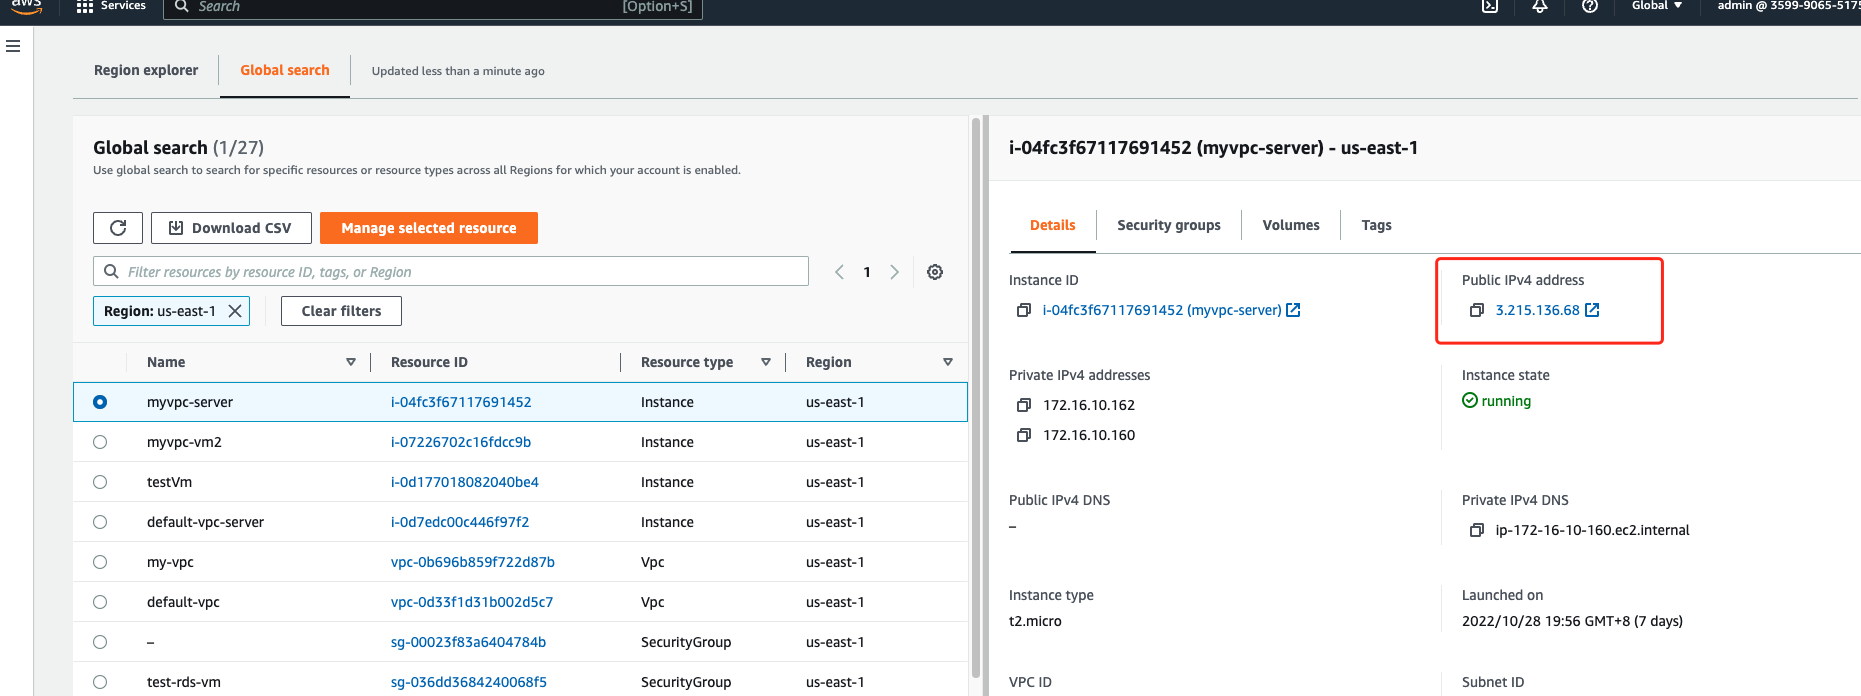 aws
Services
Search
[Option+S]
Global
admin @ 3599-9065-5175
Region explorer
Global search
Updated less than a minute ago
Global search (1/27)
Use global search to search for specific resources or resource types across all Regions for which your account is enabled.
Download CSV
Manage selected resource
Filter resources by resource ID, tags, or Region
1
Region: us-east-1
Clear filters
Name Resource ID Resource type Region
myvpc-server i-04fc3f67117691452 Instance us-east-1
myvpc-vm2 i-07226702c16fdcc9b Instance us-east-1
testVm i-0d177018082040be4 Instance us-east-1
default-vpc-server i-0d7edc00c446f97f2 Instance us-east-1
my-vpc vpc-0b696b859f722d87b Vpc us-east-1
default-vpc vpc-0d33f1d31b002d5c7 Vpc us-east-1
– sg-00023f83a6404784b SecurityGroup us-east-1
test-rds-vm sg-036dd3684240068f5 SecurityGroup us-east-1
i-04fc3f67117691452 (myvpc-server) - us-east-1
Details
Security groups
Volumes
Tags
Instance ID
i-04fc3f67117691452 (myvpc-server)
Public IPv4 address
3.215.136.68
Private IPv4 addresses
172.16.10.162
172.16.10.160
Instance state
running
Public IPv4 DNS
–
Private IPv4 DNS
ip-172-16-10-160.ec2.internal
Instance type
t2.micro
Launched on
2022/10/28 19:56 GMT+8 (7 days)
VPC ID
Subnet ID